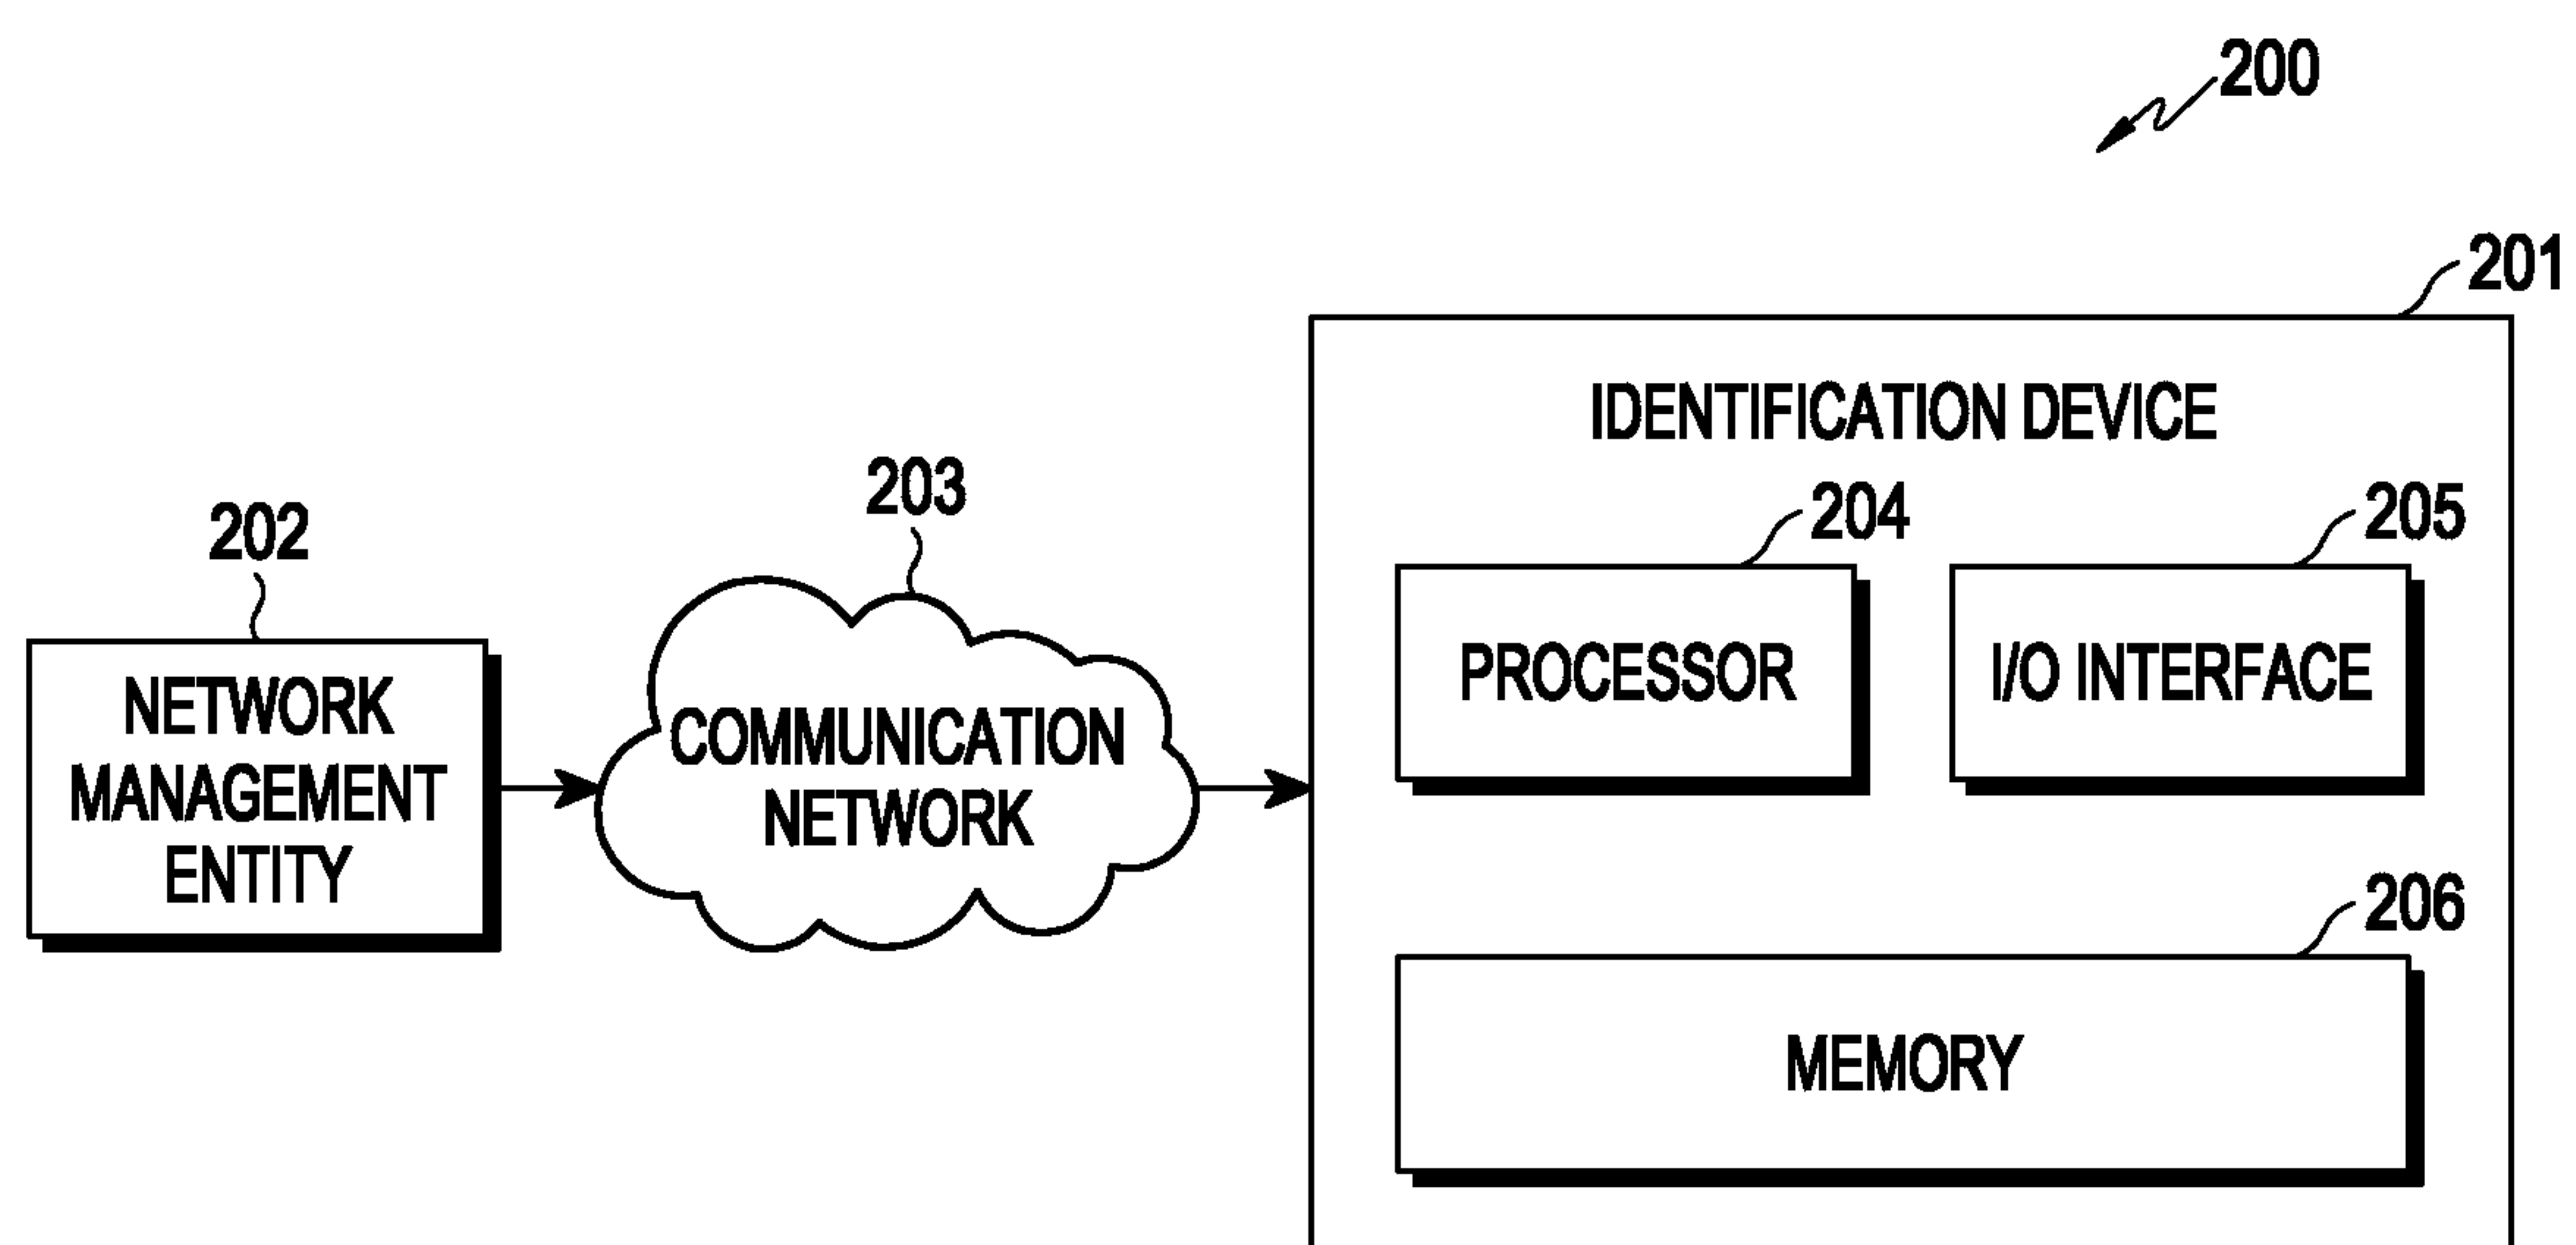 200
201
IDENTIFICATION DEVICE
202
203
204
205
NETWORK
MANAGEMENT
ENTITY
COMMUNICATION
NETWORK
PROCESSOR
I/O INTERFACE
206
MEMORY